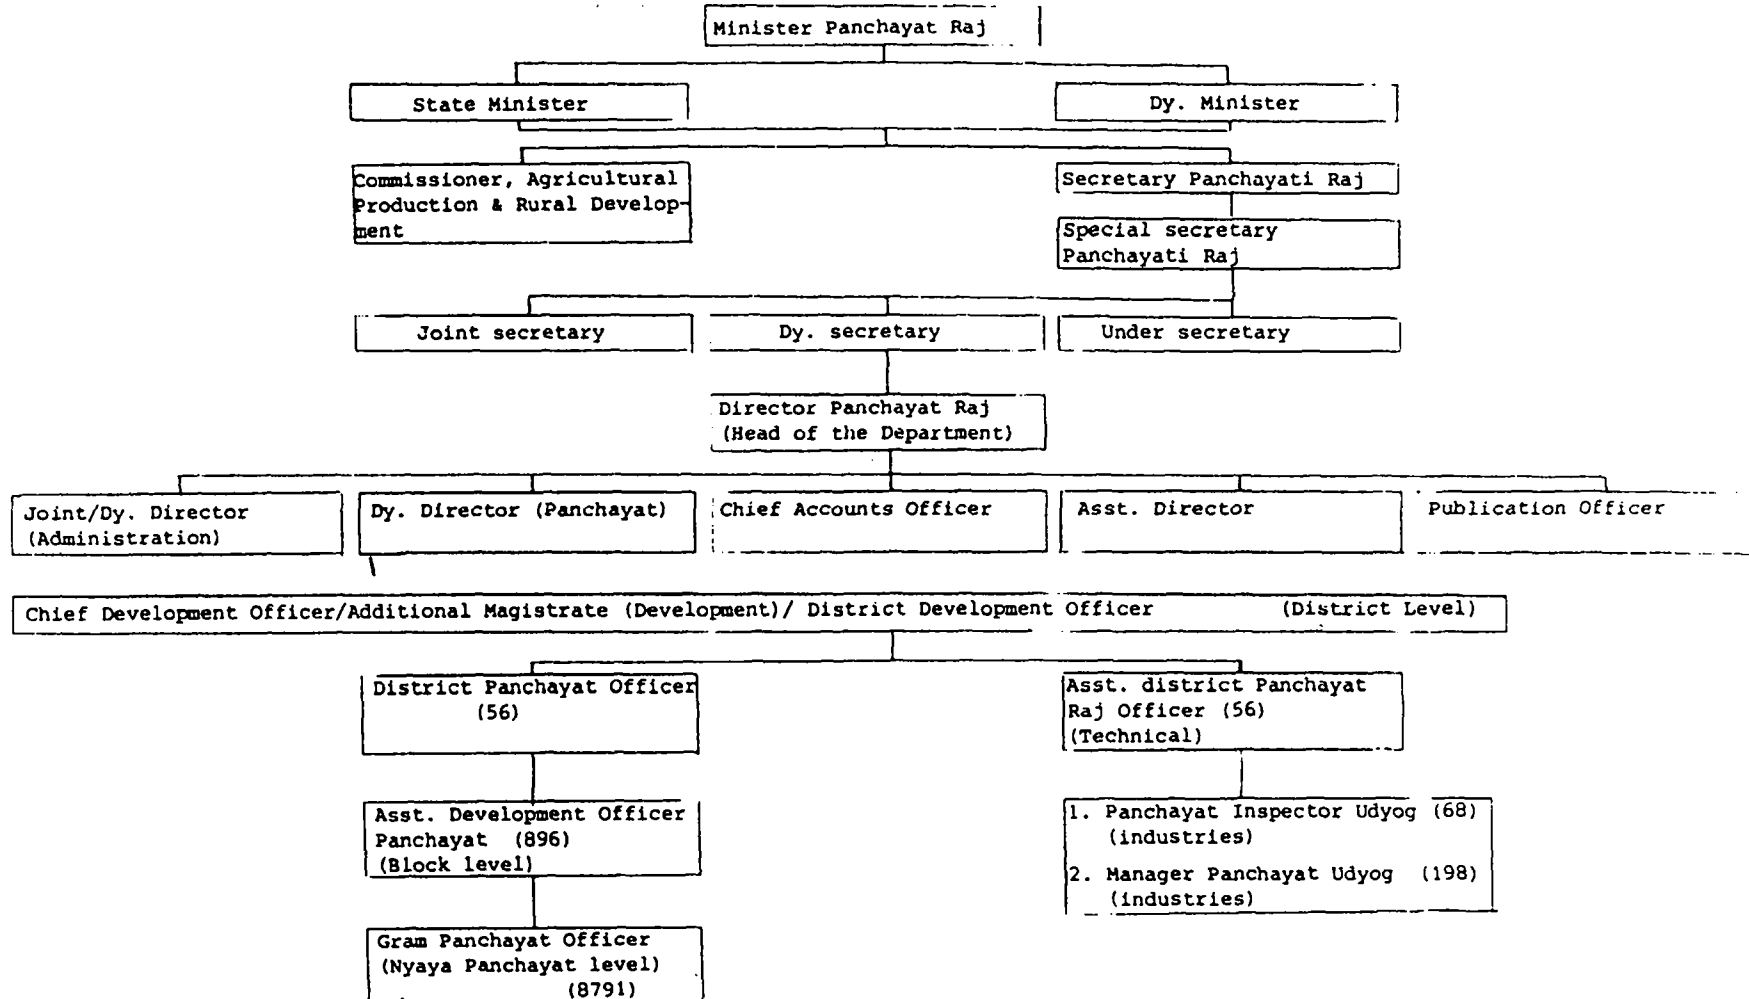 Minister Panchayat Raj
State Minister
Dy. Minister
Commissioner, Agricultural
Production & Rural Develop-
ment
Secretary Panchayati Raj
Special secretary
Panchayati Raj
Joint secretary
Dy. secretary
Under secretary
Director Panchayat Raj
(Head of the Department)
Joint/Dy. Director
(Administration)
Dy. Director (Panchayat)
Chief Accounts Officer
Asst. Director
Publication Officer
Chief Development Officer/Additional Magistrate (Development)/ District Development Officer (District Level)
District Panchayat Officer
(56)
Asst. district Panchayat
Raj Officer (56)
(Technical)
Asst. Development Officer
Panchayat (896)
(Block level)
1. Panchayat Inspector Udyog (68)
(industries)
2. Manager Panchayat Udyog (198)
(industries)
Gram Panchayat Officer
(Nyaya Panchayat level)
(8791)